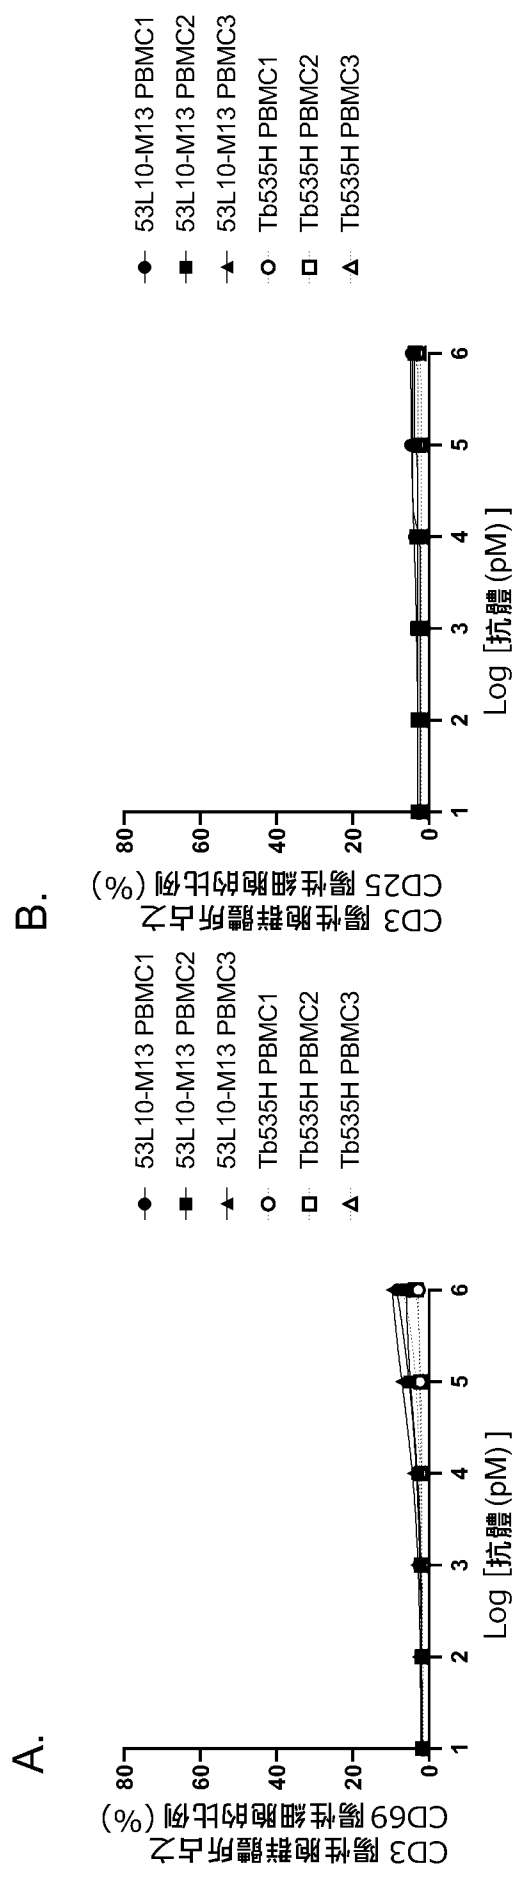 A.
CD3 陽性胞群體所占之
CD69 陽性細胞的比例 (%)
80
60
40
20
0
1 2 3 4 5 6
Log [抗體 (pM) ]
53L10-M13 PBMC1
53L10-M13 PBMC2
53L10-M13 PBMC3
Tb535H PBMC1
Tb535H PBMC2
Tb535H PBMC3
B.
CD3 陽性胞群體所占之
CD25 陽性細胞的比例 (%)
80
60
40
20
0
1 2 3 4 5 6
Log [抗體 (pM) ]
53L10-M13 PBMC1
53L10-M13 PBMC2
53L10-M13 PBMC3
Tb535H PBMC1
Tb535H PBMC2
Tb535H PBMC3